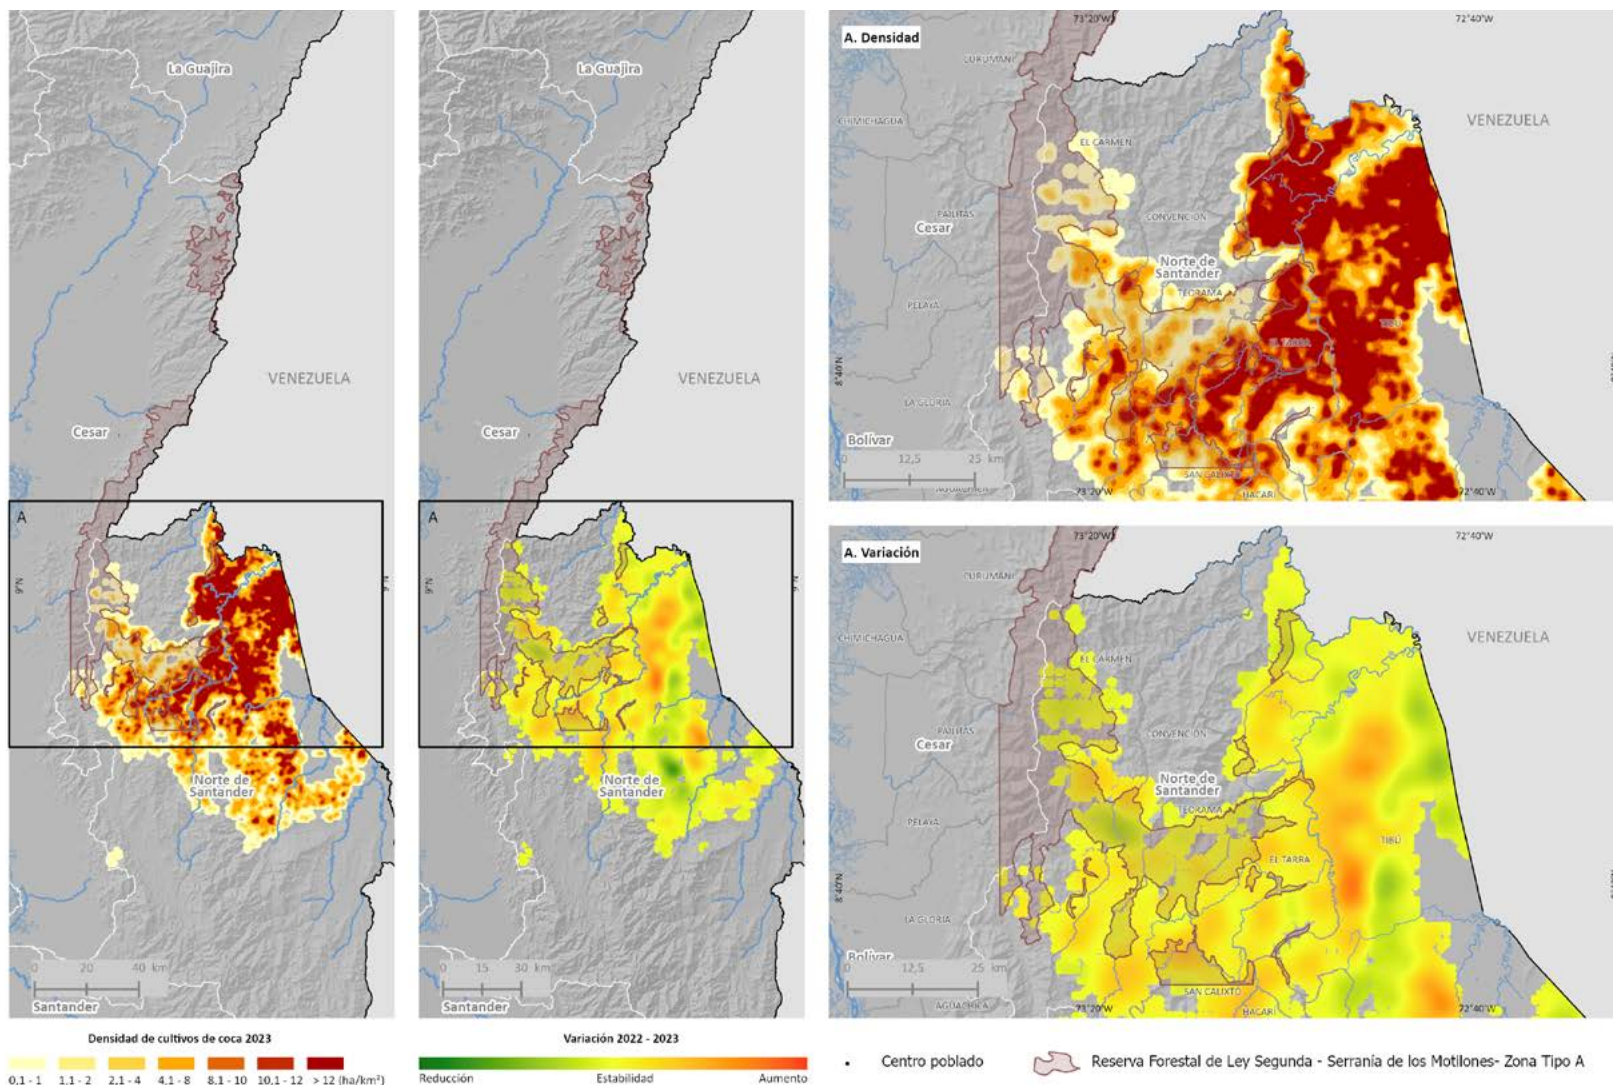 La Guajira
VENEZUELA
Cesar
A
9°N
9°N
Norte de
Santander
0 20 40 km
Santander
Densidad de cultivos de coca 2023
0.1 - 1 1.1 - 2 2.1 - 4 4.1 - 8 8.1 - 10 10.1 - 12 > 12 (ha/km²)
La Guajira
VENEZUELA
Cesar
A
9°N
9°N
Norte de
Santander
0 15 30 km
Santander
Variación 2022 - 2023
Reducción Estabilidad Aumento
A. Densidad
73°20'W
72°40'W
CURUMANÍ
CHIMICHAGUA
VENEZUELA
EL CARMEN
PAILITAS
Cesar
CONVENCIÓN
Norte de
Santander
TEORAMA
PELAYA
TIBÚ
EL TARRA
8°40'N
LA GLORIA
Bolívar
0 12,5 25 km
SAN CALIXTO
HACARÍ
73°20'W
72°40'W
A. Variación
73°20'W
72°40'W
CURUMANÍ
CHIMICHAGUA
VENEZUELA
EL CARMEN
PAILITAS
Cesar
CONVENCIÓN
Norte de
Santander
TEORAMA
PELAYA
TIBÚ
EL TARRA
8°40'N
LA GLORIA
Bolívar
0 12,5 25 km
SAN CALIXTO
AGUACHICA
HACARÍ
73°20'W
72°40'W
Centro poblado
Reserva Forestal de Ley Segunda - Serranía de los Motilones- Zona Tipo A